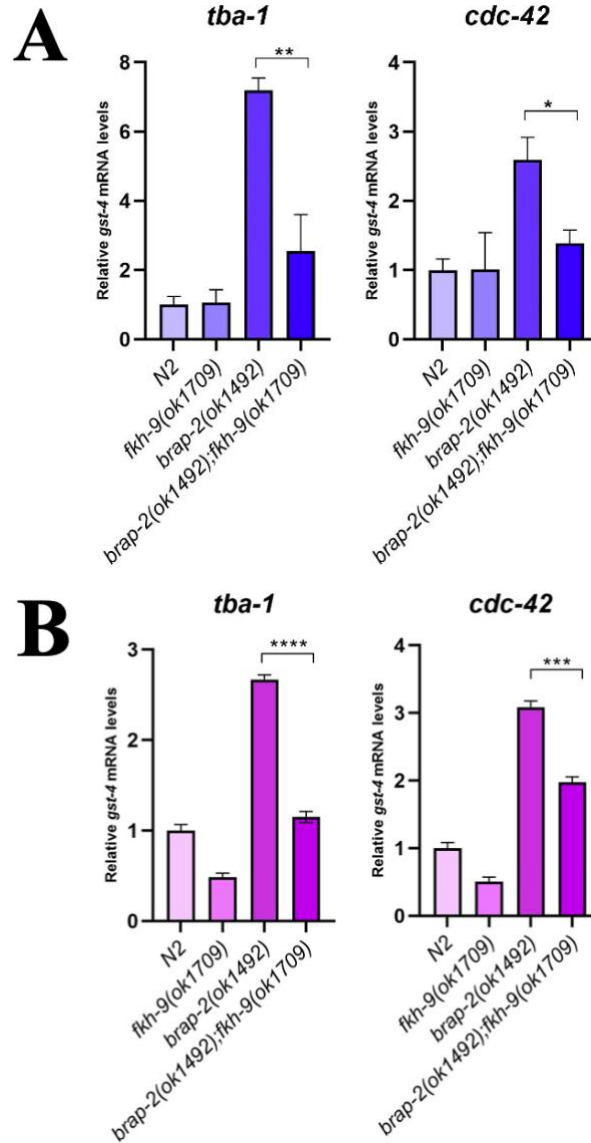 A
tba-1
cdc-42
Relative gst-4 mRNA levels
8
6
4
2
0
**
N2
fkh-9(ok1709)
brap-2(ok1492)
brap-2(ok1492);fkh-9(ok1709)
Relative gst-4 mRNA levels
4
3
2
1
0
*
N2
fkh-9(ok1709)
brap-2(ok1492)
brap-2(ok1492);fkh-9(ok1709)
B
tba-1
cdc-42
Relative gst-4 mRNA levels
3
2
1
0
****
N2
fkh-9(ok1709)
brap-2(ok1492)
brap-2(ok1492);fkh-9(ok1709)
Relative gst-4 mRNA levels
4
3
2
1
0
***
N2
fkh-9(ok1709)
brap-2(ok1492)
brap-2(ok1492);fkh-9(ok1709)